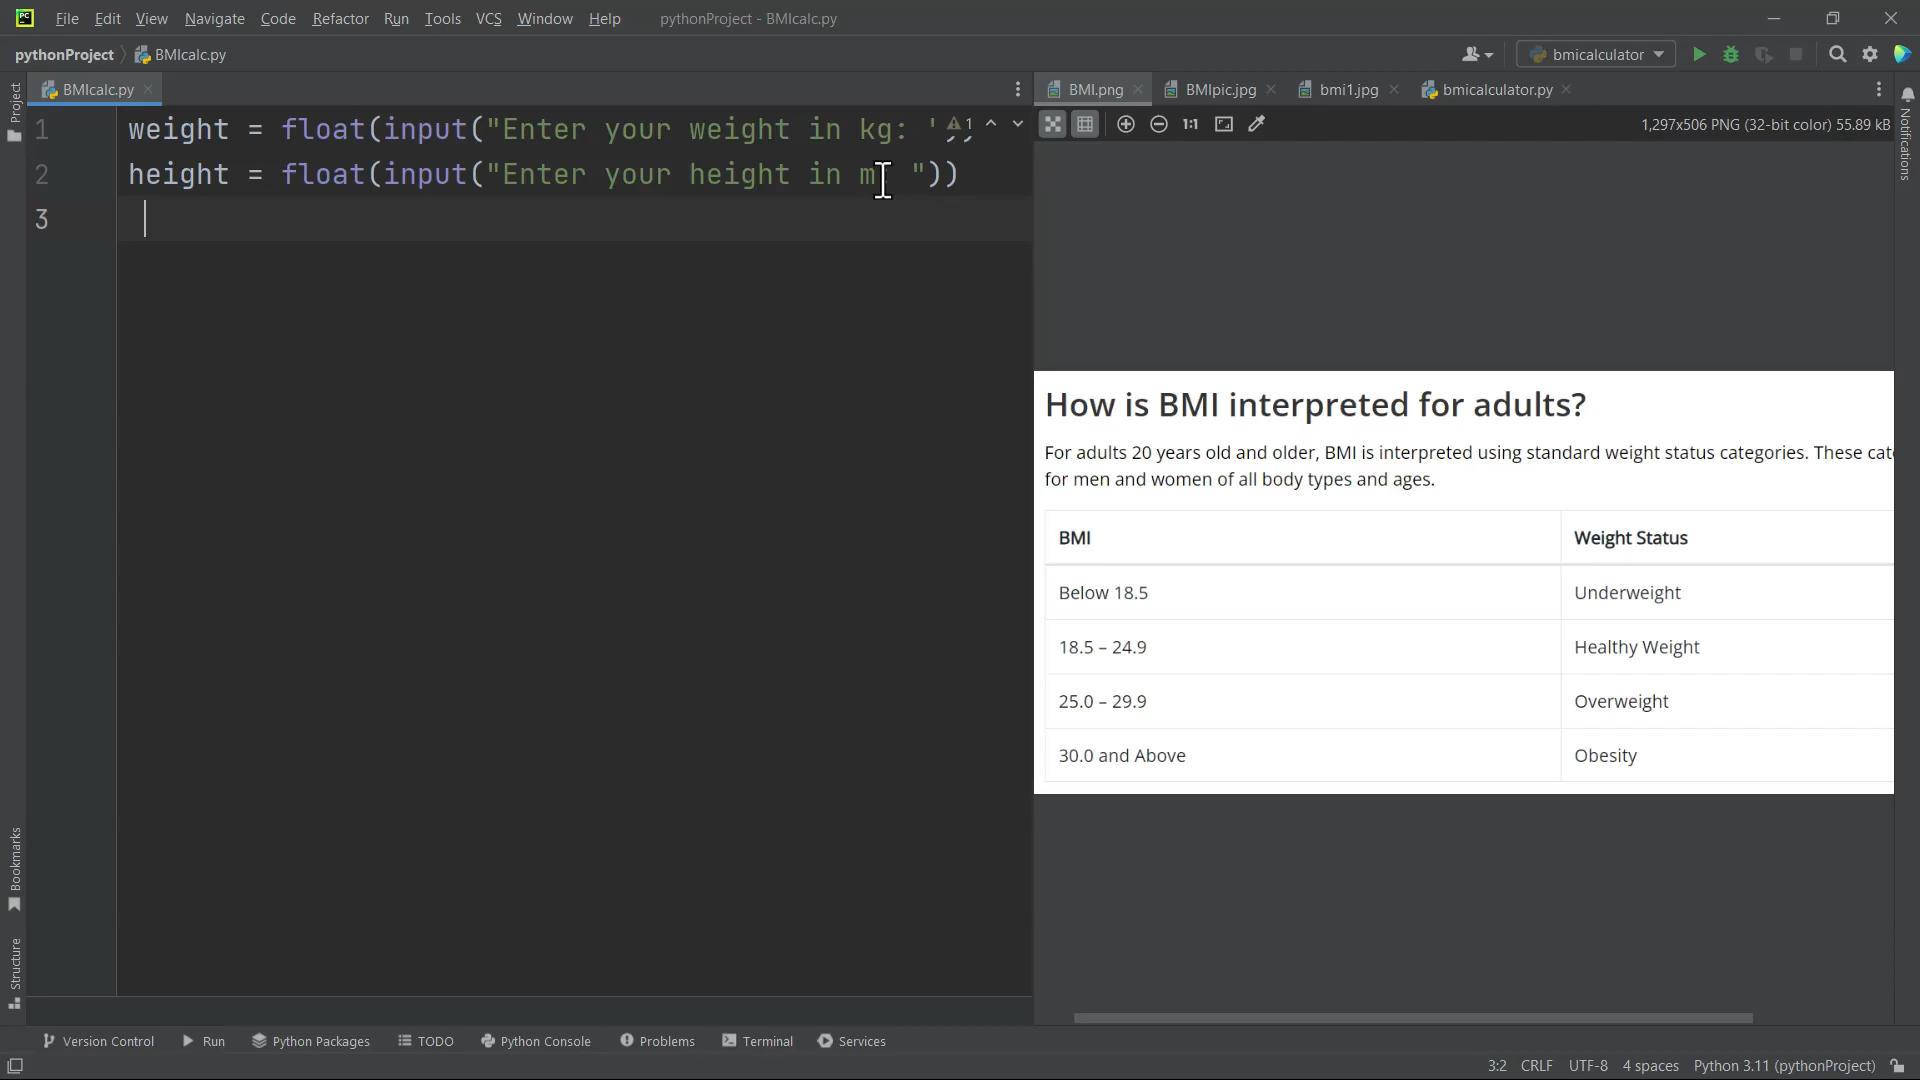 PC File Edit View Navigate Code Refactor Run Tools VCS Window Help pythonProject - BMIcalc.py
pythonProject BMIcalc.py bmicalculator
BMIcalc.py BMI.png BMIpic.jpg bmi1.jpg bmicalculator.py
1:1 1,297x506 PNG (32-bit color) 55.89 kB
1 weight = float(input("Enter your weight in kg: 1
2 height = float(input("Enter your height in m "))
3
Project
Bookmarks
Structure
Notifications
How is BMI interpreted for adults?
For adults 20 years old and older, BMI is interpreted using standard weight status categories. These
for men and women of all body types and ages.
BMI Weight Status
Below 18.5 Underweight
18.5 – 24.9 Healthy Weight
25.0 – 29.9 Overweight
30.0 and Above Obesity
Version Control Run Python Packages TODO Python Console Problems Terminal Services
3:2 CRLF UTF-8 4 spaces Python 3.11 (pythonProject)